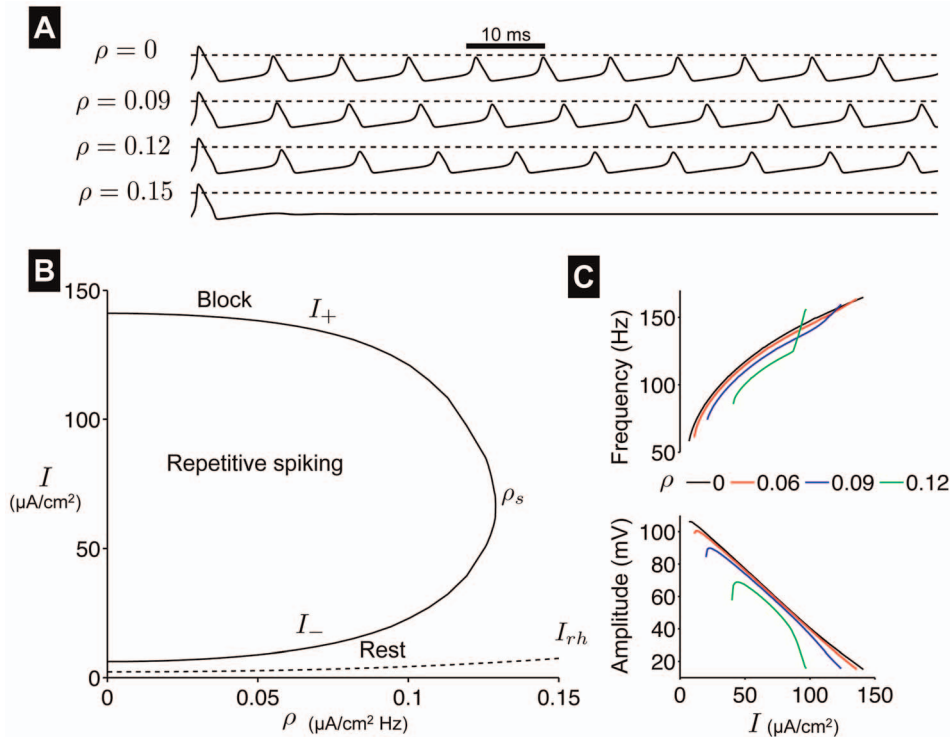 A
10 ms
ρ = 0
ρ = 0.09
ρ = 0.12
ρ = 0.15
B
150
100
50
0
I
(µA/cm²)
Block
I₊
Repetitive spiking
ρₛ
I₋
Rest
Iᵣₕ
0
0.05
0.1
0.15
ρ (µA/cm² Hz)
C
Frequency (Hz)
150
100
50
ρ 0 0.06 0.09 0.12
Amplitude (mV)
100
80
60
40
20
0 50 100 150
I (µA/cm²)